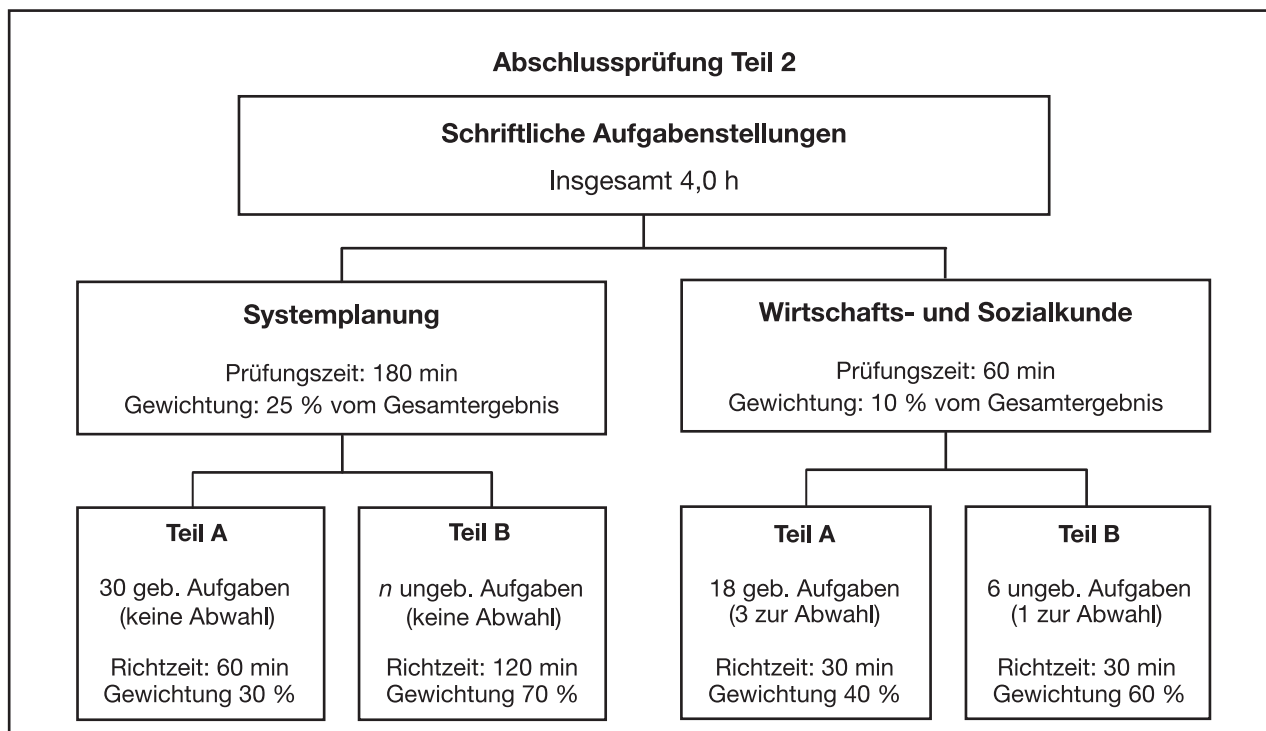 Abschlussprüfung Teil 2
Schriftliche Aufgabenstellungen
Insgesamt 4,0 h
Systemplanung
Prüfungszeit: 180 min
Gewichtung: 25 % vom Gesamtergebnis
Wirtschafts- und Sozialkunde
Prüfungszeit: 60 min
Gewichtung: 10 % vom Gesamtergebnis
Teil A
30 geb. Aufgaben
(keine Abwahl)
Richtzeit: 60 min
Gewichtung 30 %
Teil B
n ungeb. Aufgaben
(keine Abwahl)
Richtzeit: 120 min
Gewichtung 70 %
Teil A
18 geb. Aufgaben
(3 zur Abwahl)
Richtzeit: 30 min
Gewichtung 40 %
Teil B
6 ungeb. Aufgaben
(1 zur Abwahl)
Richtzeit: 30 min
Gewichtung 60 %